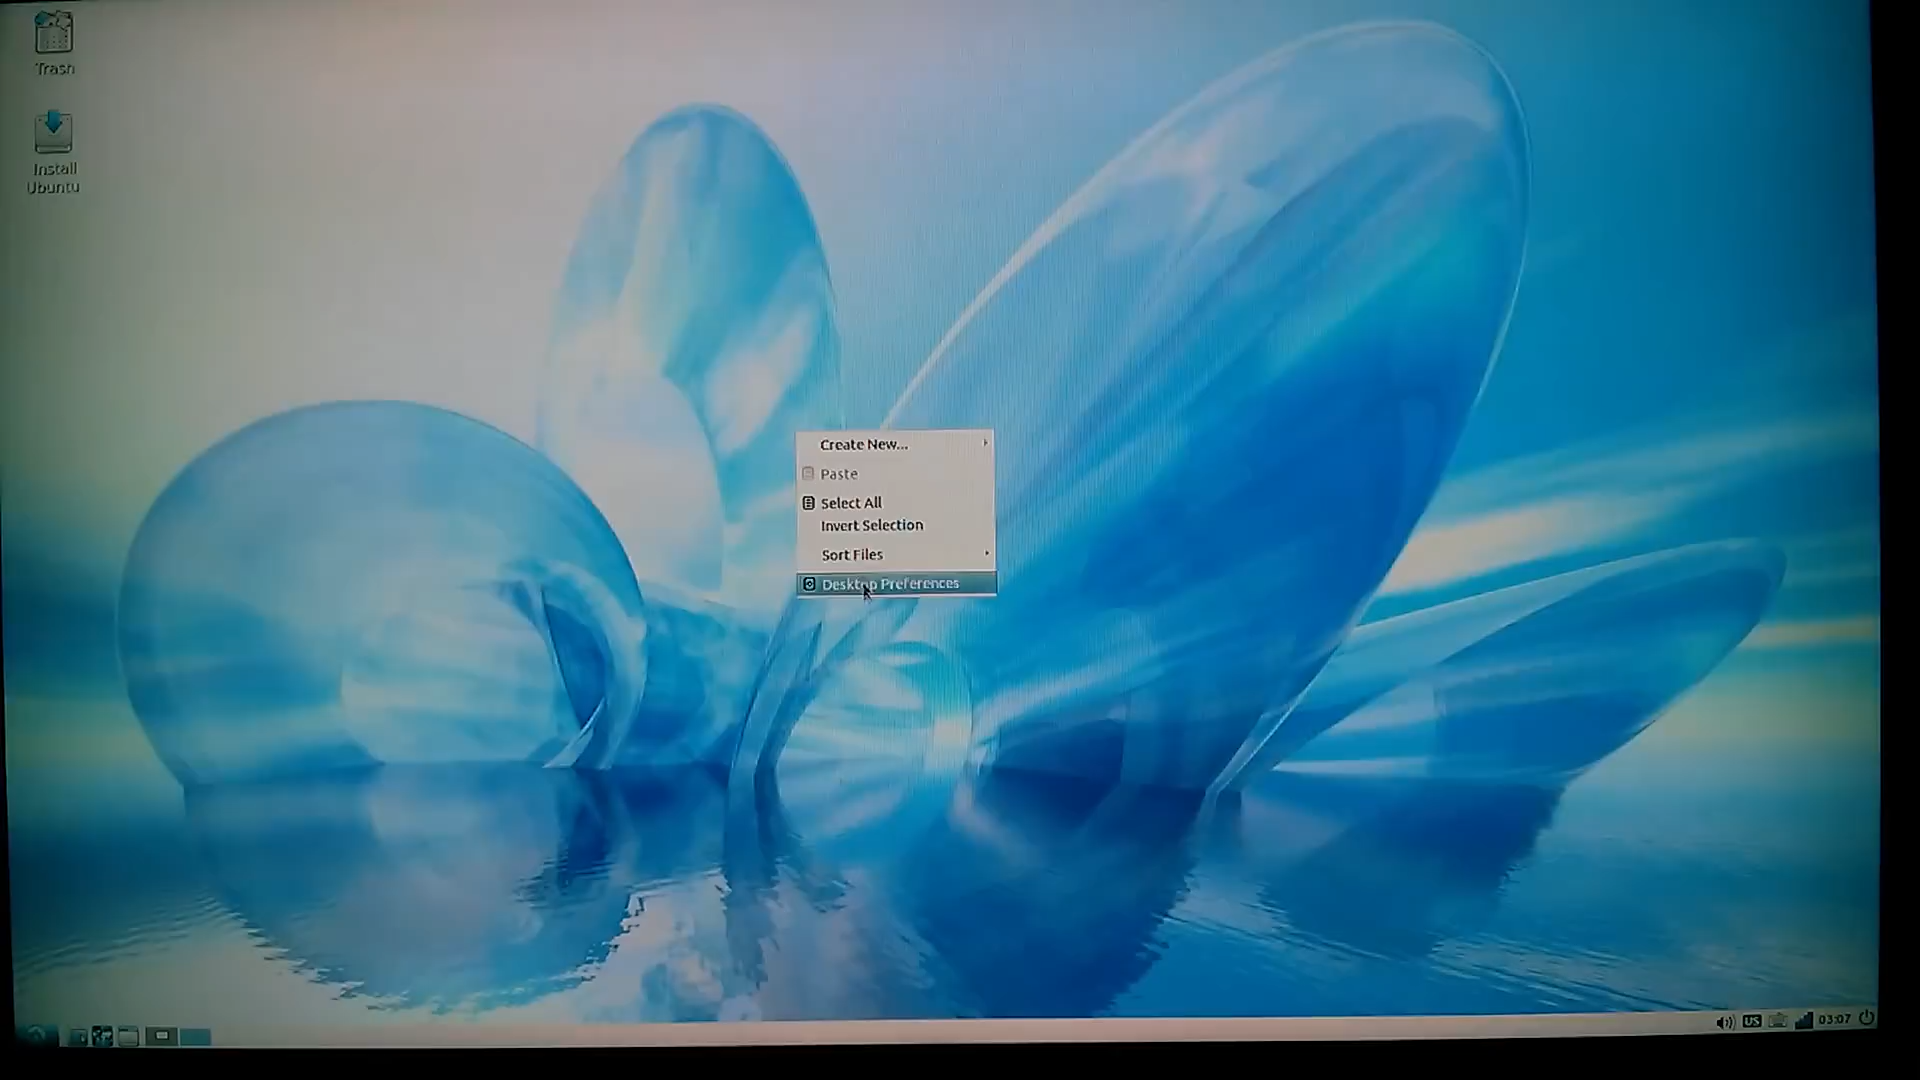 Trash
Install
Ubuntu
Create New...
Paste
Select All
Invert Selection
Sort Files
Desktop Preferences
US
03:07